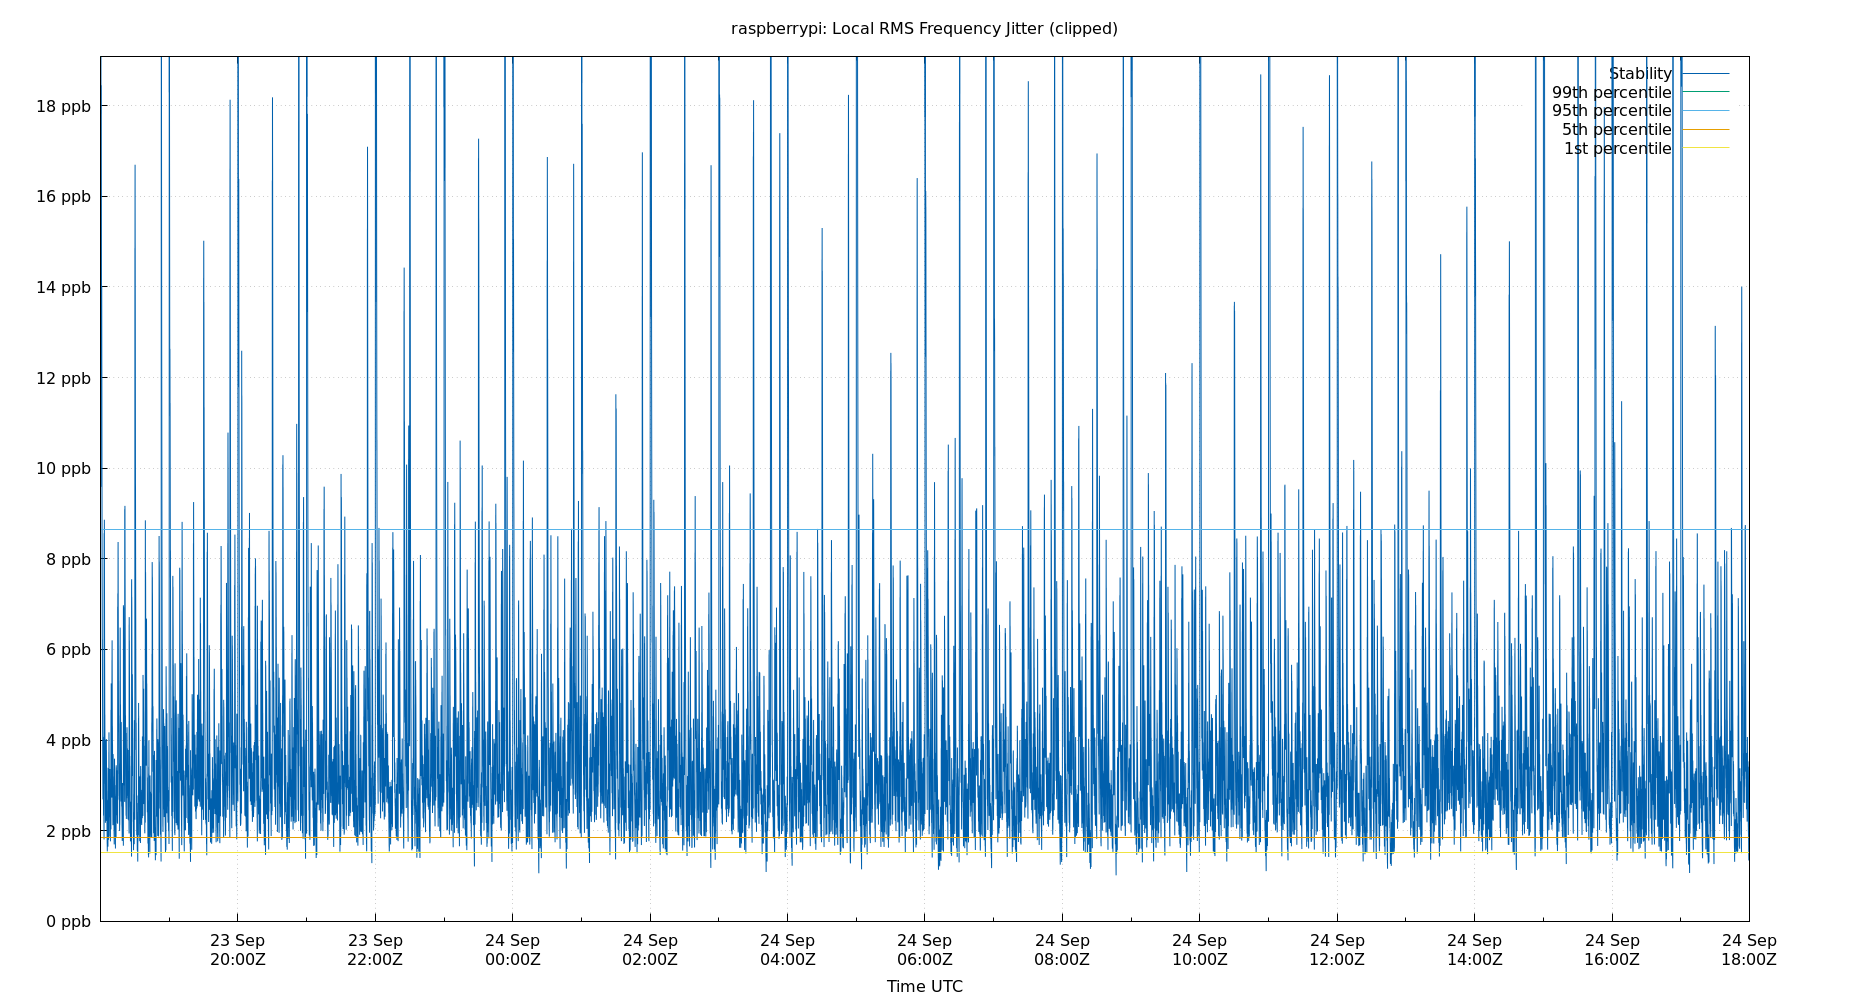 raspberrypi: Local RMS Frequency Jitter (clipped)
Stability
99th percentile
95th percentile
5th percentile
1st percentile
18 ppb
16 ppb
14 ppb
12 ppb
10 ppb
8 ppb
6 ppb
4 ppb
2 ppb
0 ppb
23 Sep 23 Sep 24 Sep 24 Sep 24 Sep 24 Sep 24 Sep 24 Sep 24 Sep 24 Sep 24 Sep 24 Sep
20:00Z 22:00Z 00:00Z 02:00Z 04:00Z 06:00Z 08:00Z 10:00Z 12:00Z 14:00Z 16:00Z 18:00Z
Time UTC